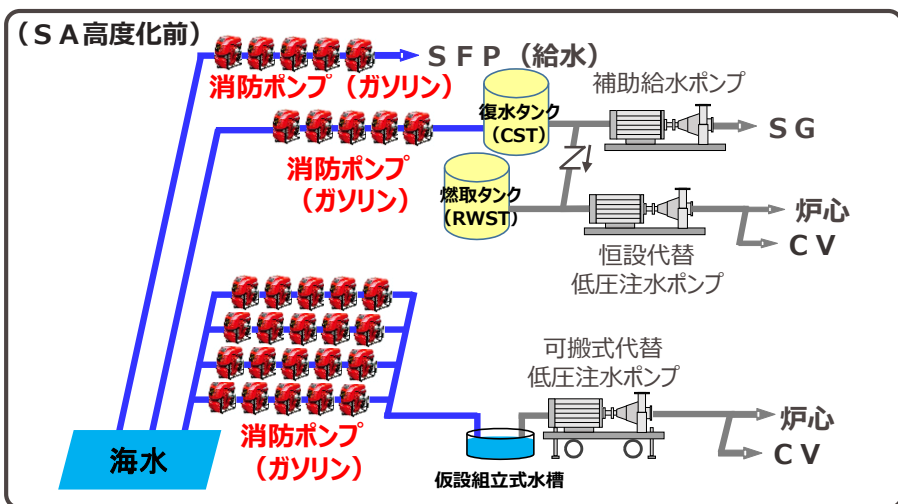 （ＳＡ高度化前）
ＳＦＰ（給水）
消防ポンプ（ガソリン）
補助給水ポンプ
復水タンク
（CST）
ＳＧ
消防ポンプ
（ガソリン）
燃取タンク
（RWST）
炉心
ＣＶ
恒設代替
低圧注水ポンプ
可搬式代替
低圧注水ポンプ
消防ポンプ
（ガソリン）
炉心
ＣＶ
海水
仮設組立式水槽